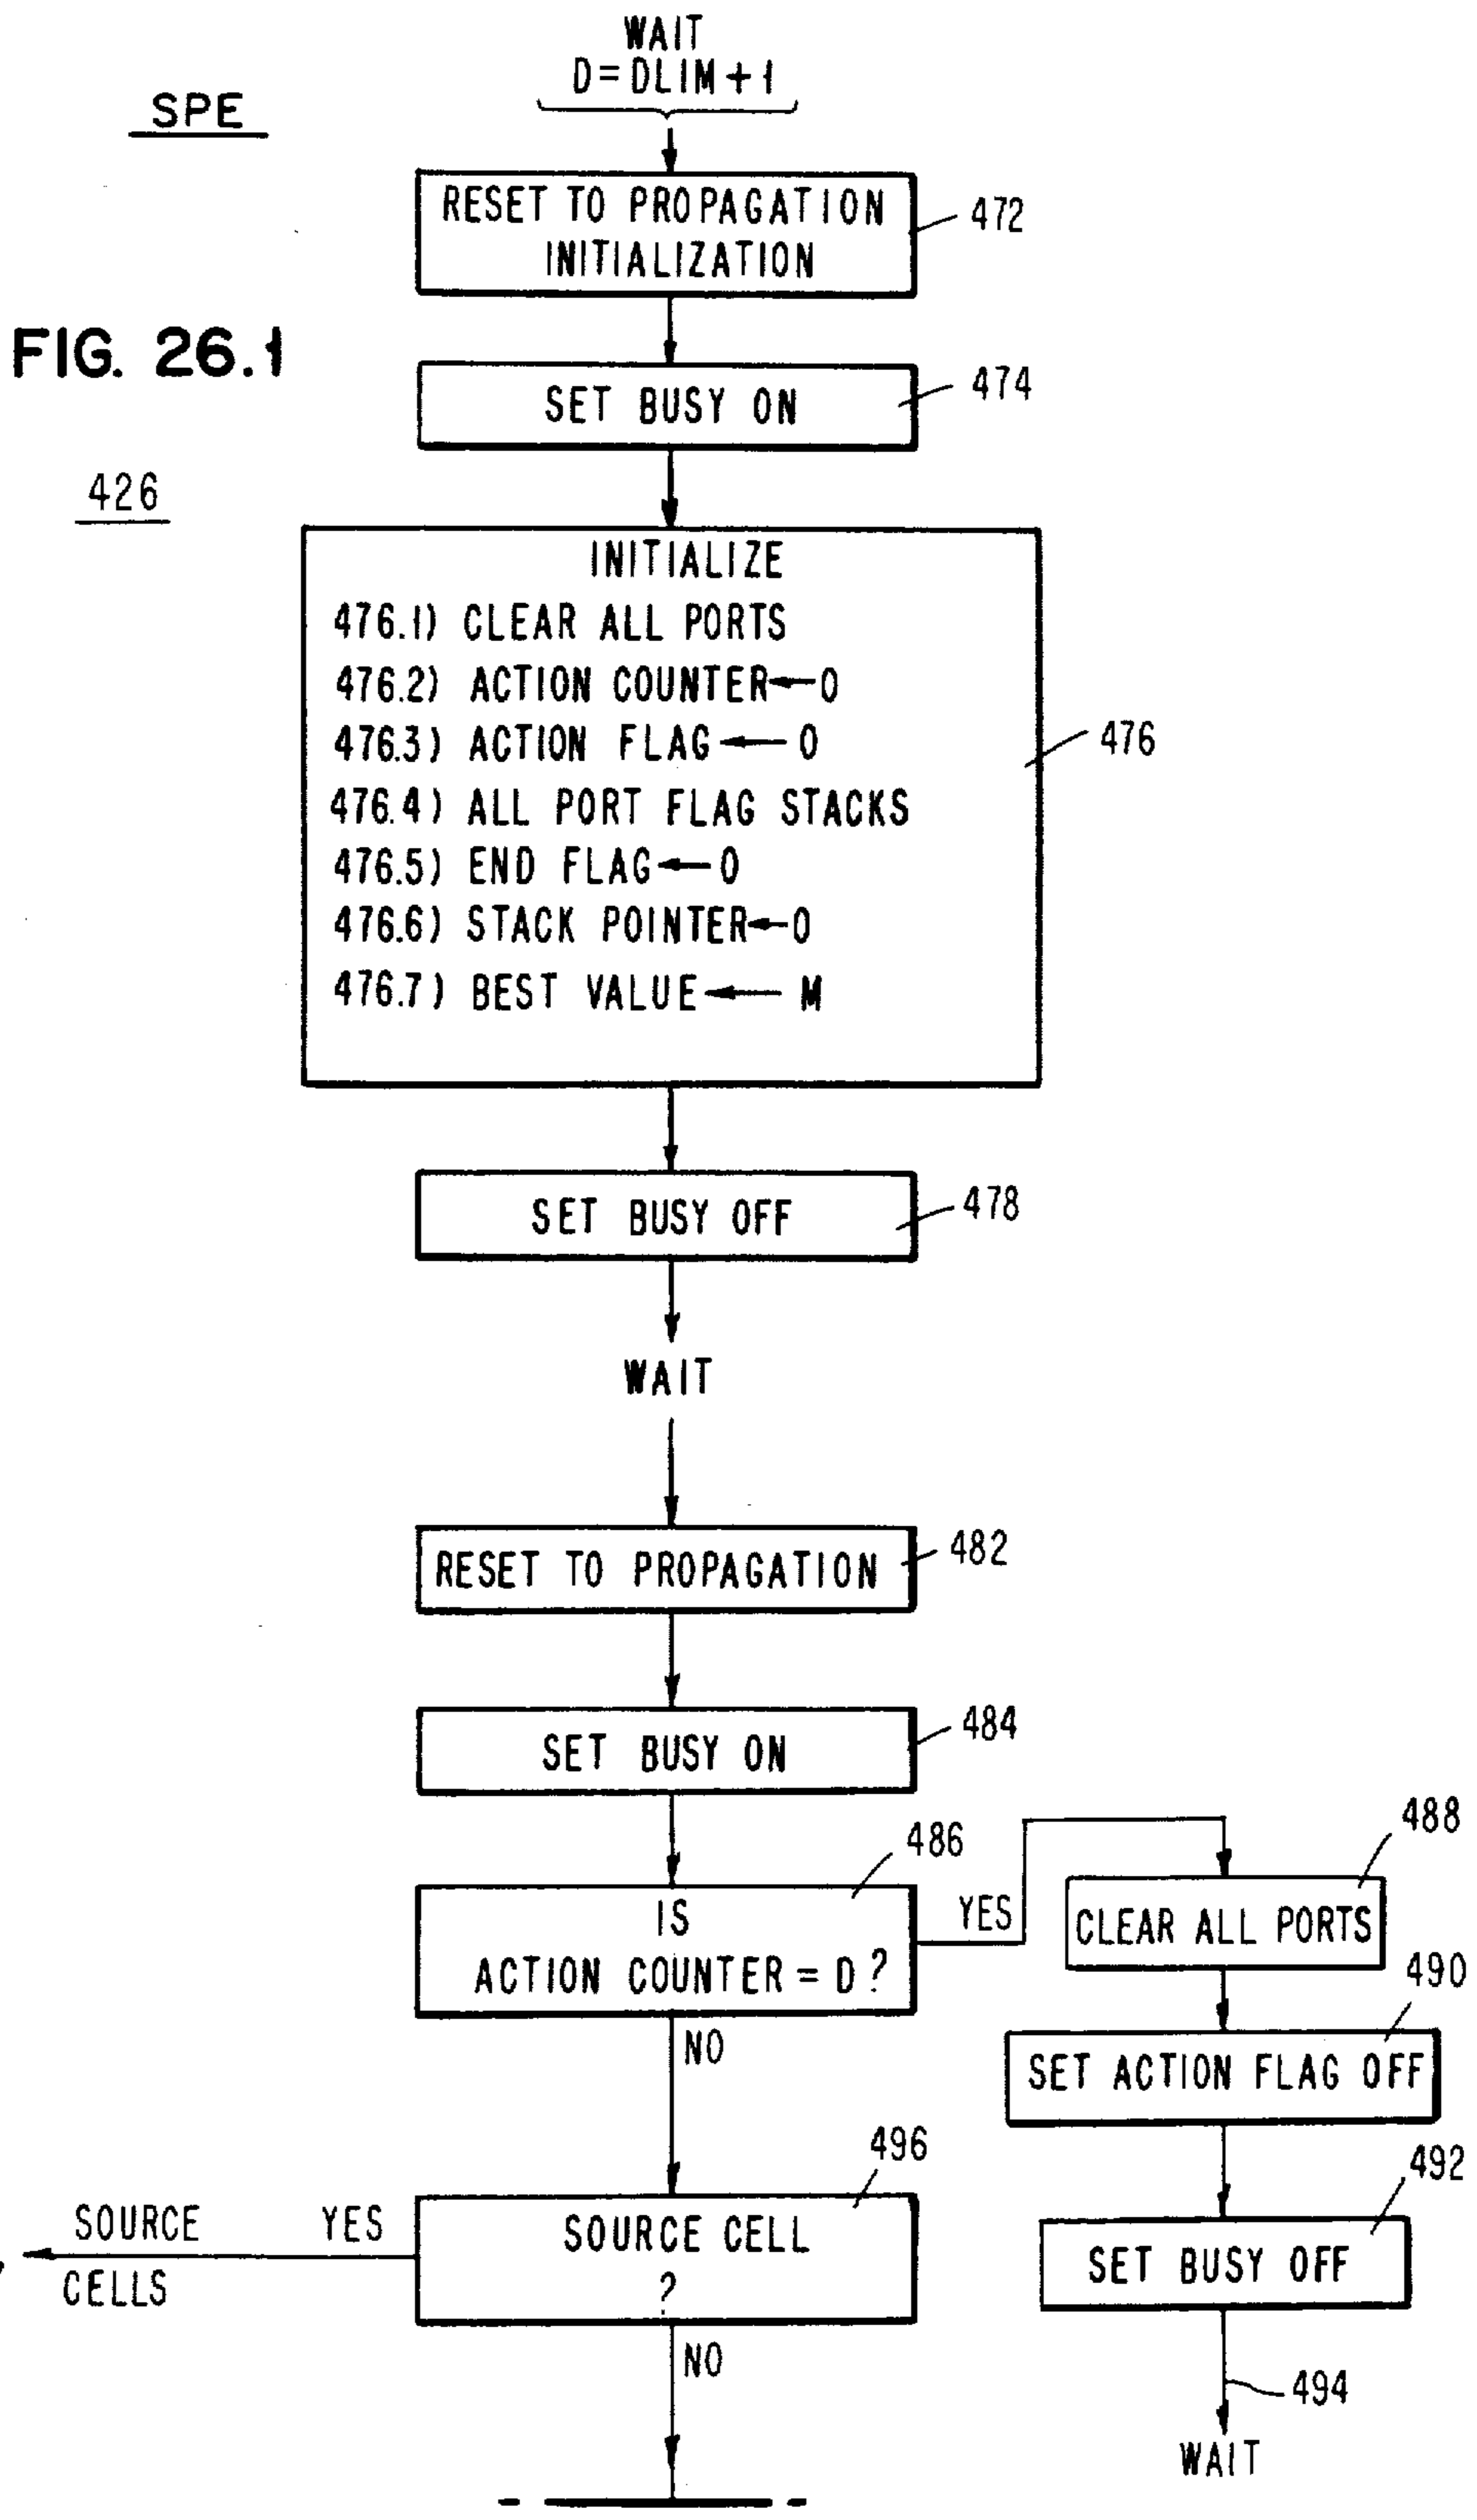 WAIT
D=DLIM+1
SPE
RESET TO PROPAGATION
INITIALIZATION
472
FIG. 26.1
SET BUSY ON
474
426
INITIALIZE
476.1) CLEAR ALL PORTS
476.2) ACTION COUNTER←0
476.3) ACTION FLAG←0
476.4) ALL PORT FLAG STACKS
476.5) END FLAG←0
476.6) STACK POINTER←0
476.7) BEST VALUE← M
476
SET BUSY OFF
478
WAIT
RESET TO PROPAGATION
482
SET BUSY ON
484
486
IS
ACTION COUNTER = D?
YES
NO
488
CLEAR ALL PORTS
490
SET ACTION FLAG OFF
492
SET BUSY OFF
494
WAIT
496
SOURCE CELL
?
YES
SOURCE
CELLS
NO